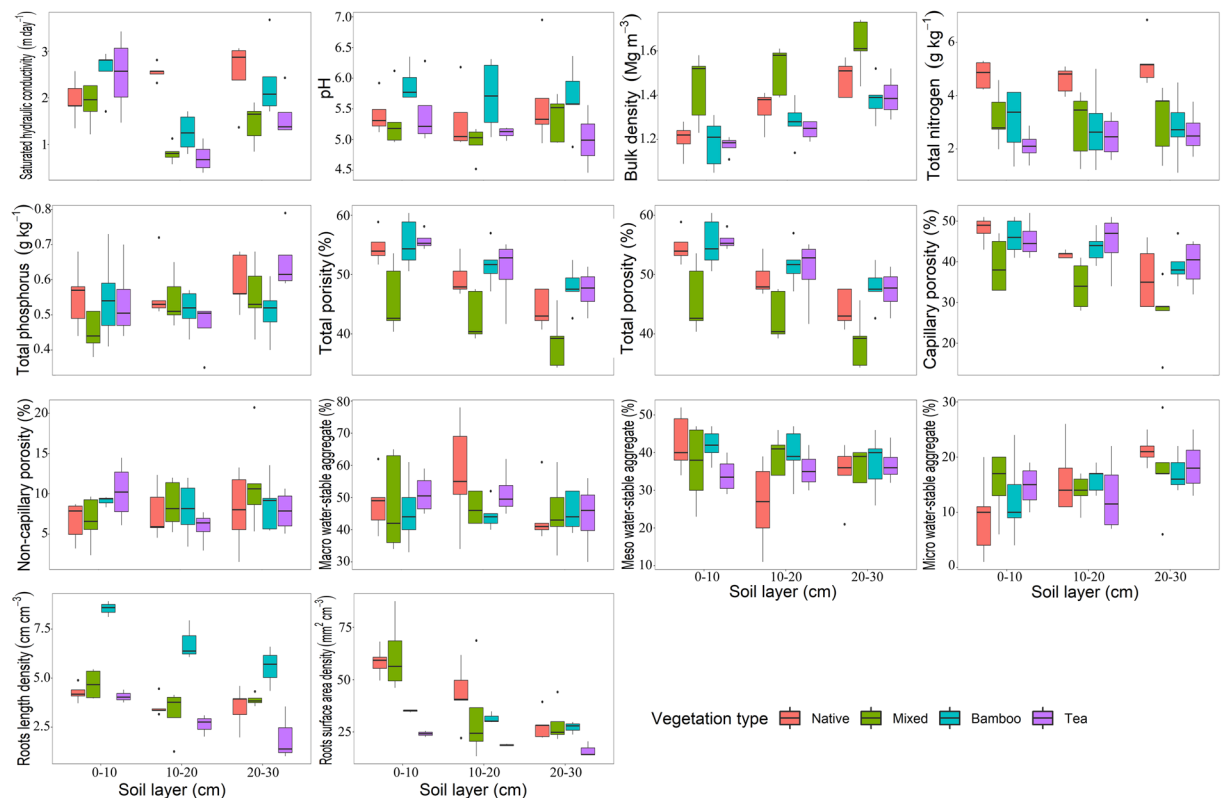 Saturated hydraulic conductivity (m day⁻¹)
3
2
1
pH
7.0
6.5
6.0
5.5
5.0
4.5
Bulk density (Mg m⁻³)
1.6
1.4
1.2
Total nitrogen (g kg⁻¹)
6
4
2
Total phosphorous (g kg⁻¹)
0.8
0.7
0.6
0.5
0.4
Total porisity (%)
60
50
40
Total porosity (%)
60
50
40
Capillary porosity (%)
50
40
30
20
Non-capillary porosity (%)
20
15
10
5
Macro water-stable aggregate (%)
80
70
60
50
40
30
Meso water-stable aggregate (%)
50
40
30
20
10
0-10 10-20 20-30
Soil layer (cm)
Micro water-stable aggregate (%)
30
20
10
0
0-10 10-20 20-30
Soil layer (cm)
Roots length density (cm cm⁻³)
7.5
5.0
2.5
0-10 10-20 20-30
Soil layer (cm)
Roots surface area density (mm² cm⁻³)
75
50
25
0-10 10-20 20-30
Soil layer (cm)
Vegetation type Native Mixed Bamboo Tea